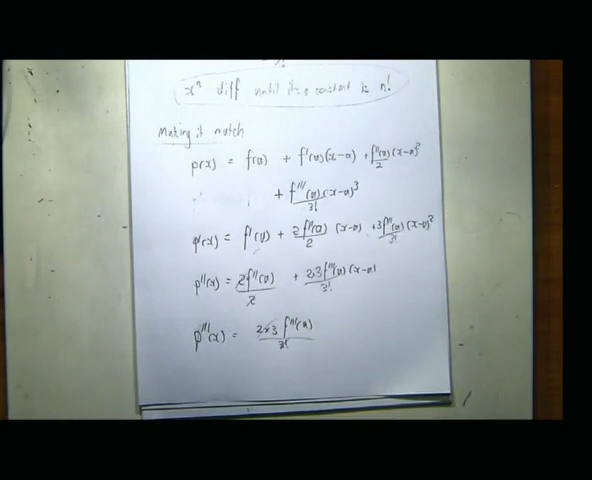 x^n diff until it's a constant is n!
Making it match
p(x) = f(a) + f'(a)(x-a) + f''(a)/2 (x-a)^2
+ f'''(a)/3! (x-a)^3
p'(x) = f'(a) + 2f''(a)/2 (x-a) + 3f'''(a)/3! (x-a)^2
p''(x) = 2f''(a)/2 + 2.3f'''(a)/3! (x-a)
p'''(x) = 2×3 f'''(a)/3!